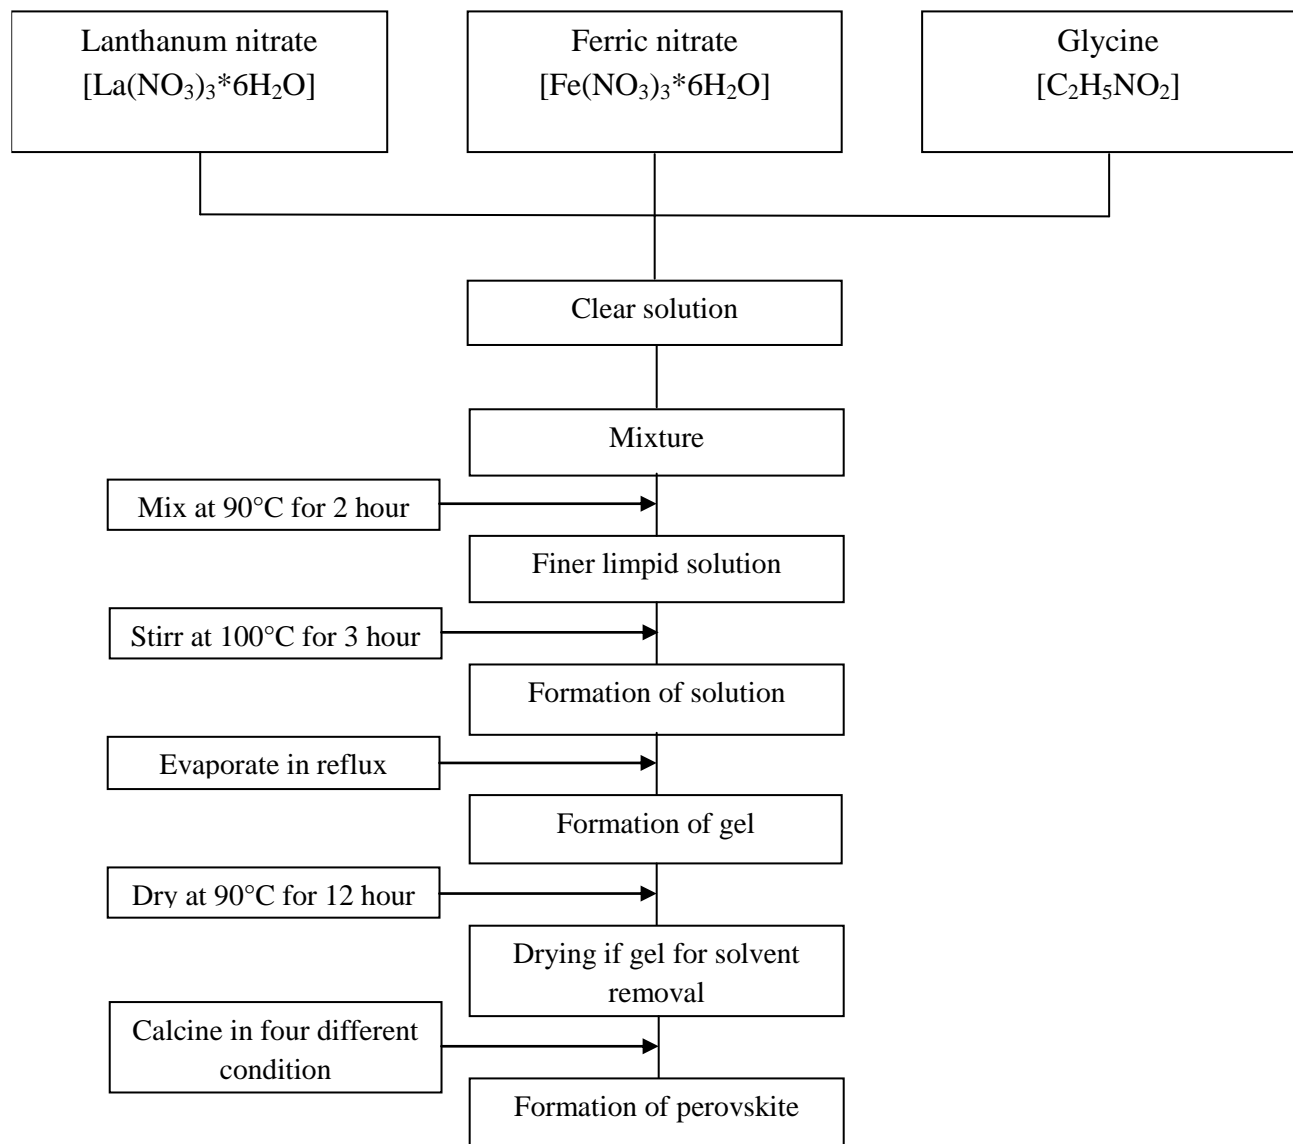 Lanthanum nitrate
[La(NO₃)₃*6H₂O]
Ferric nitrate
[Fe(NO₃)₃*6H₂O]
Glycine
[C₂H₅NO₂]
Clear solution
Mixture
Mix at 90°C for 2 hour
Finer limpid solution
Stirr at 100°C for 3 hour
Formation of solution
Evaporate in reflux
Formation of gel
Dry at 90°C for 12 hour
Drying if gel for solvent
removal
Calcine in four different
condition
Formation of perovskite